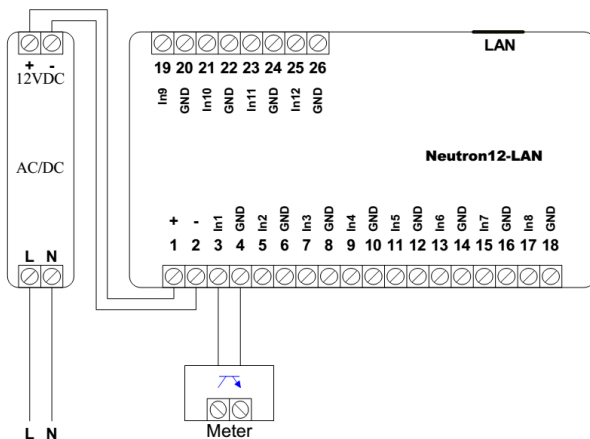 LAN
+ -
12VDC
19 20 21 22 23 24 25 26
In9 GND In10 GND In11 GND In12 GND
Neutron12-LAN
AC/DC
+ - In1 GND In2 GND In3 GND In4 GND In5 GND In6 GND In7 GND In8 GND
1 2 3 4 5 6 7 8 9 10 11 12 13 14 15 16 17 18
L N
L N
Meter